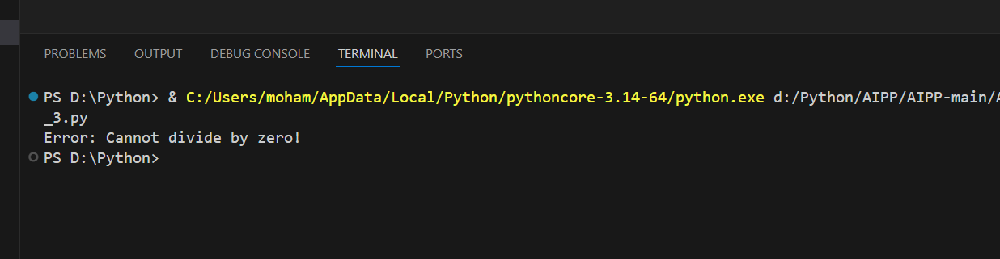 PROBLEMS OUTPUT DEBUG CONSOLE TERMINAL PORTS
PS D:\Python> & C:/Users/moham/AppData/Local/Python/pythoncore-3.14-64/python.exe d:/Python/AIPP/AIPP-main/
_3.py
Error: Cannot divide by zero!
PS D:\Python>